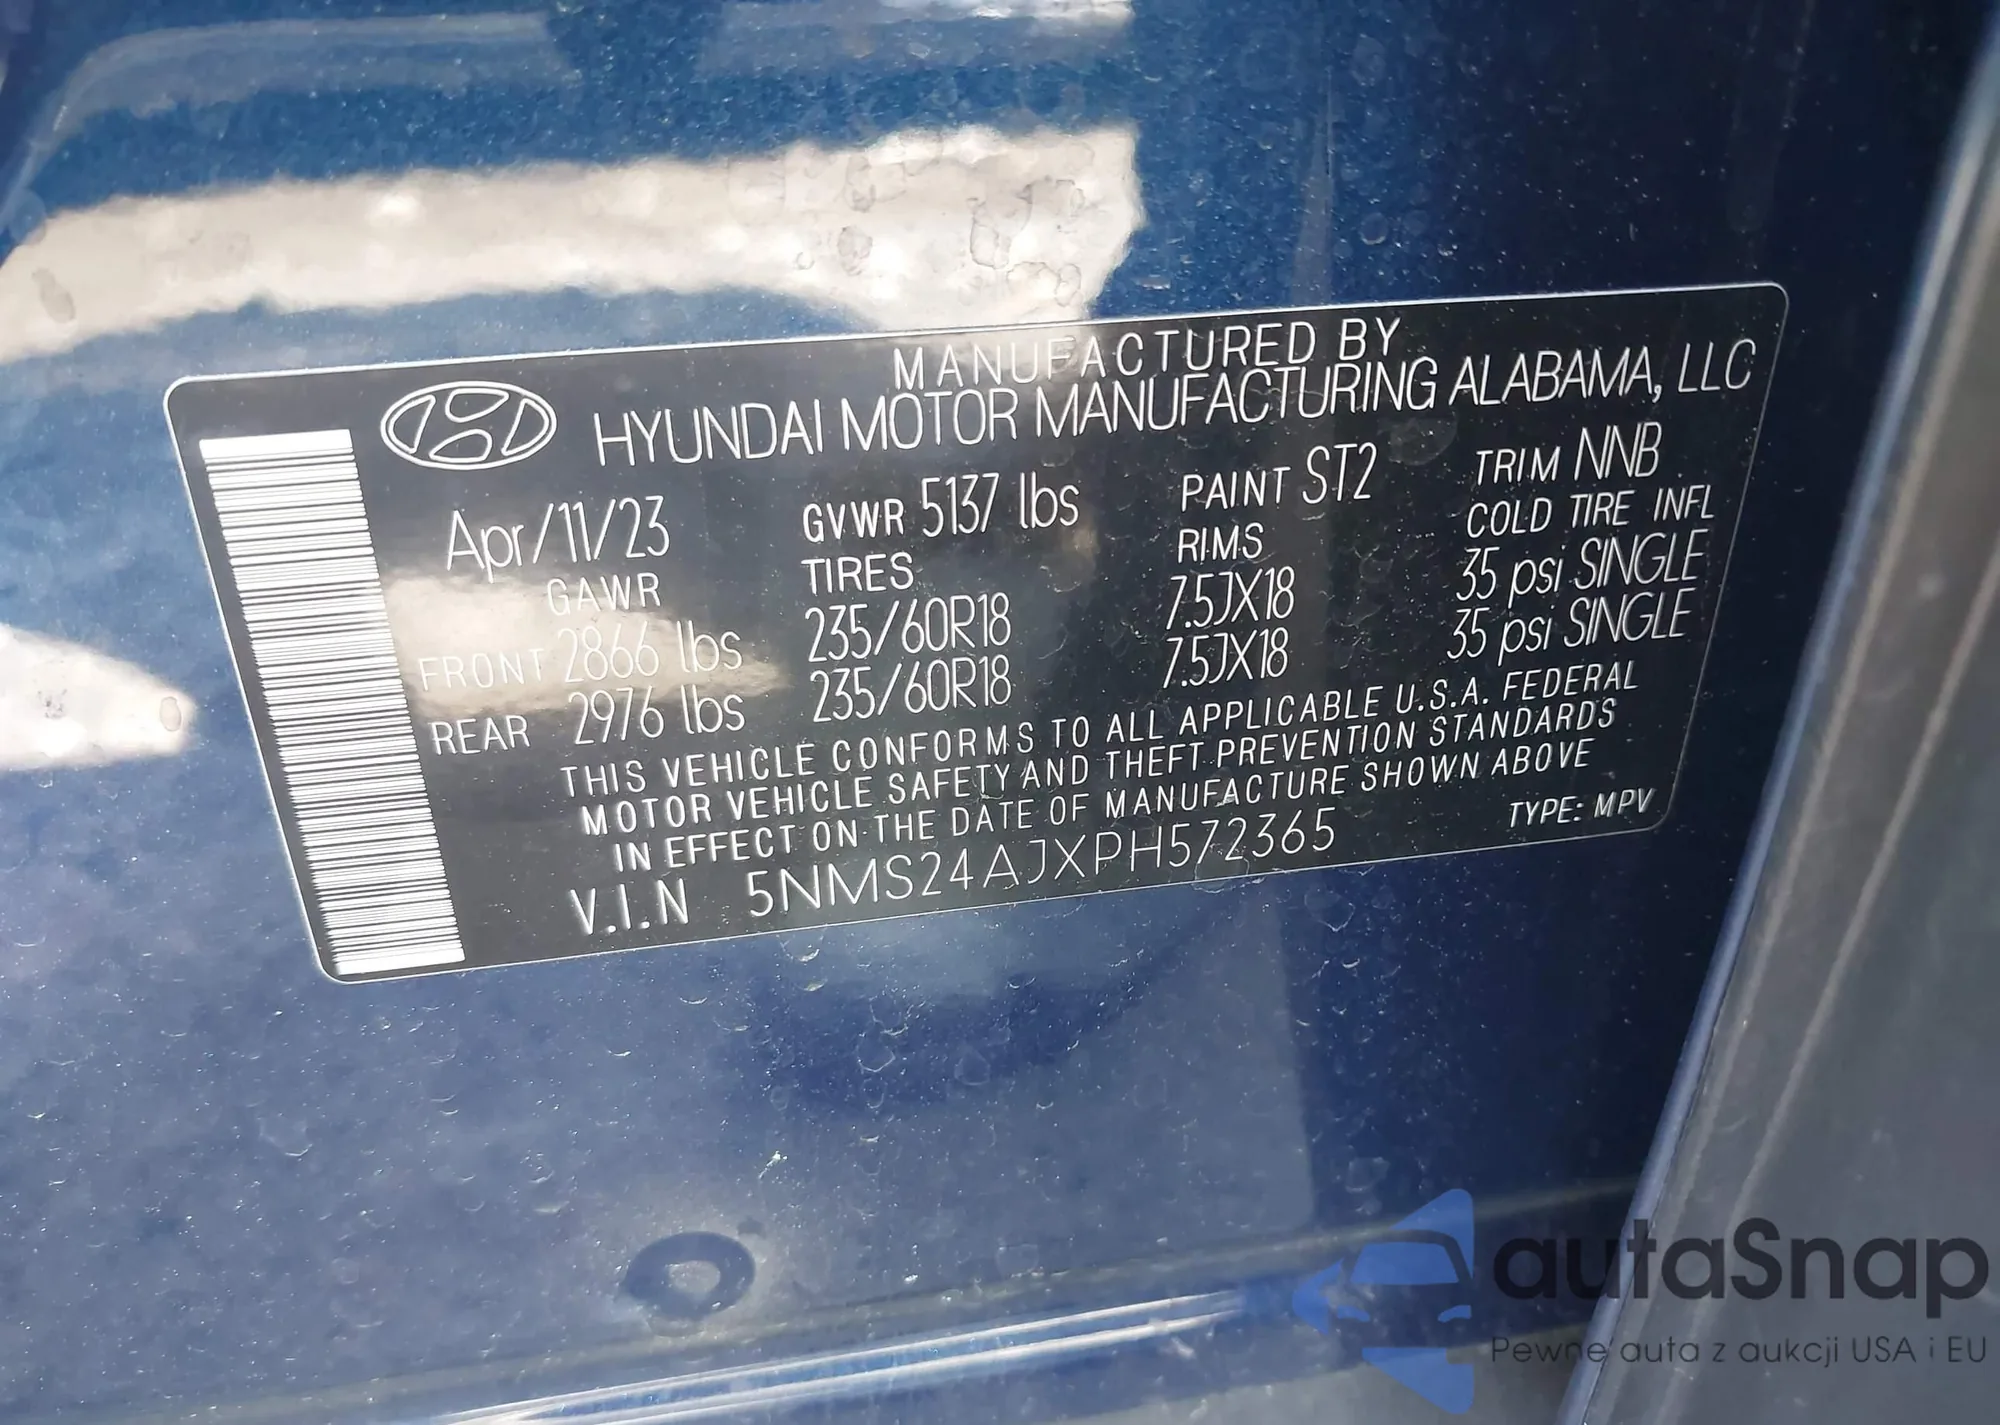 MANUFACTURED BY
HYUNDAI MOTOR MANUFACTURING ALABAMA, LLC
Apr/11/23 GVWR 5137 lbs PAINT ST2 TRIM NNB
GAWR TIRES RIMS COLD TIRE INFL
FRONT 2866 lbs 235/60R18 7.5JX18 35 psi SINGLE
REAR 2976 lbs 235/60R18 7.5JX18 35 psi SINGLE
THIS VEHICLE CONFORMS TO ALL APPLICABLE U.S.A. FEDERAL
MOTOR VEHICLE SAFETY AND THEFT PREVENTION STANDARDS
IN EFFECT ON THE DATE OF MANUFACTURE SHOWN ABOVE
V.I.N 5NMS24AJXPH572365 TYPE: MPV
autaSnap
Pewne auta z aukcji USA i EU